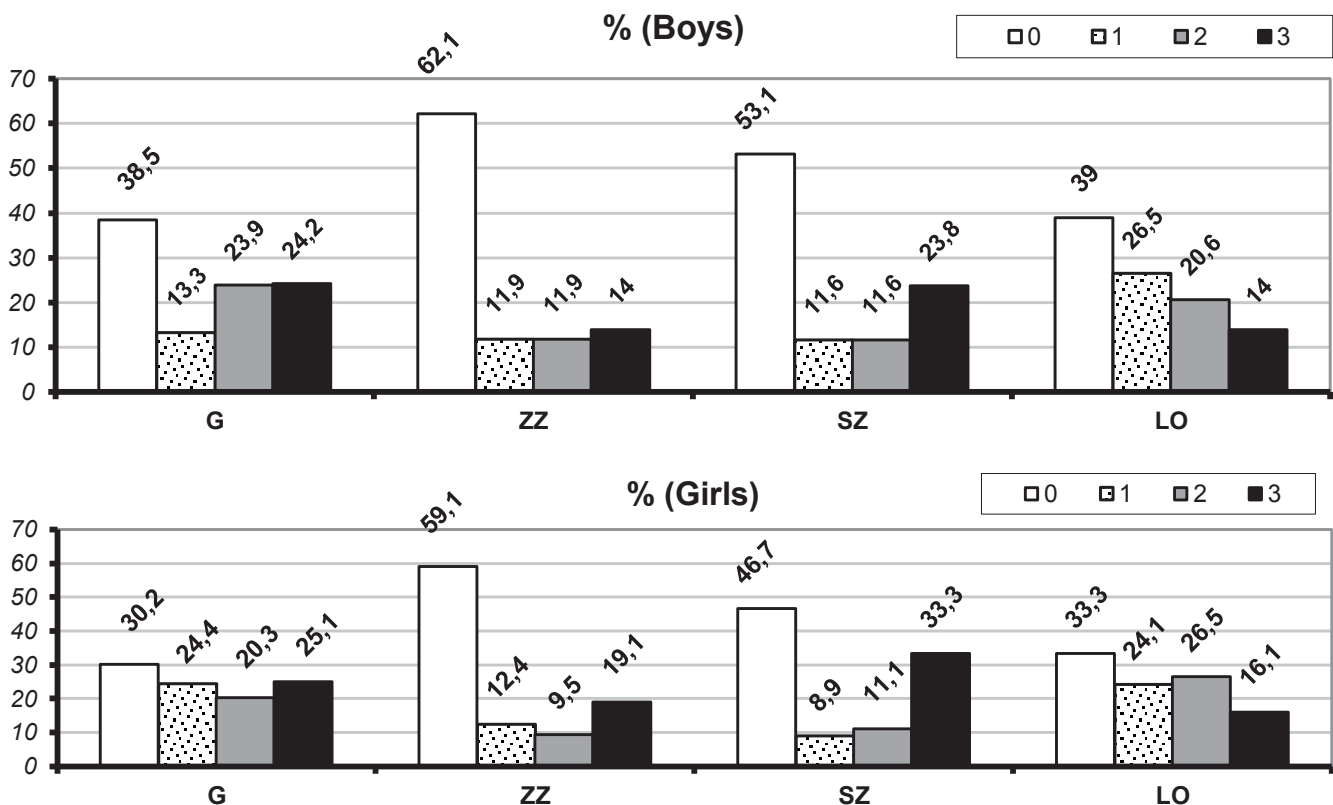 % (Boys)
0 1 2 3
70
60
50
40
30
20
10
0
38,5 13,3 23,9 24,2
62,1 11,9 11,9 14
53,1 11,6 11,6 23,8
39 26,5 20,6 14
G ZZ SZ LO
% (Girls)
0 1 2 3
70
60
50
40
30
20
10
0
30,2 24,4 20,3 25,1
59,1 12,4 9,5 19,1
46,7 8,9 11,1 33,3
33,3 24,1 26,5 16,1
G ZZ SZ LO